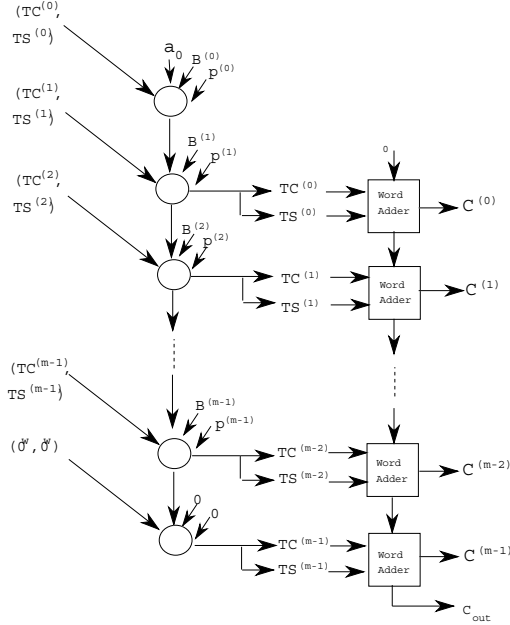 (TC(0),
TS(0))
a0
B(0)
p(0)
(TC(1),
TS(1))
B(1)
p(1)
0
(TC(2),
TS(2))
TC(0)
TS(0)
Word
Adder
C(0)
B(2)
p(2)
TC(1)
TS(1)
Word
Adder
C(1)
(TC(m-1),
TS(m-1))
B(m-1)
p(m-1)
(0w,0w)
TC(m-2)
TS(m-2)
Word
Adder
C(m-2)
0
0
TC(m-1)
TS(m-1)
Word
Adder
C(m-1)
Cout